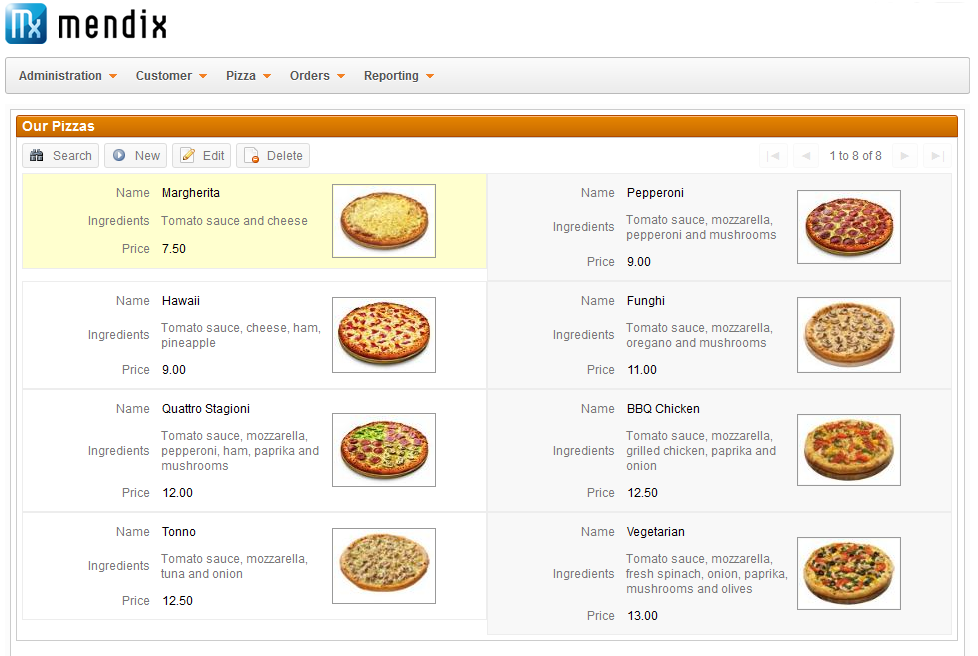 Mx mendix
Administration Customer Pizza Orders Reporting
Our Pizzas
Search New Edit Delete 1 to 8 of 8
Name Margherita
Ingredients Tomato sauce and cheese
Price 7.50
Name Pepperoni
Ingredients Tomato sauce, mozzarella,
pepperoni and mushrooms
Price 9.00
Name Hawaii
Ingredients Tomato sauce, cheese, ham,
pineapple
Price 9.00
Name Funghi
Ingredients Tomato sauce, mozzarella,
oregano and mushrooms
Price 11.00
Name Quattro Stagioni
Ingredients Tomato sauce, mozzarella,
pepperoni, ham, paprika and
mushrooms
Price 12.00
Name BBQ Chicken
Ingredients Tomato sauce, mozzarella,
grilled chicken, paprika and
onion
Price 12.50
Name Tonno
Ingredients Tomato sauce, mozzarella,
tuna and onion
Price 12.50
Name Vegetarian
Ingredients Tomato sauce, mozzarella,
fresh spinach, onion, paprika,
mushrooms and olives
Price 13.00